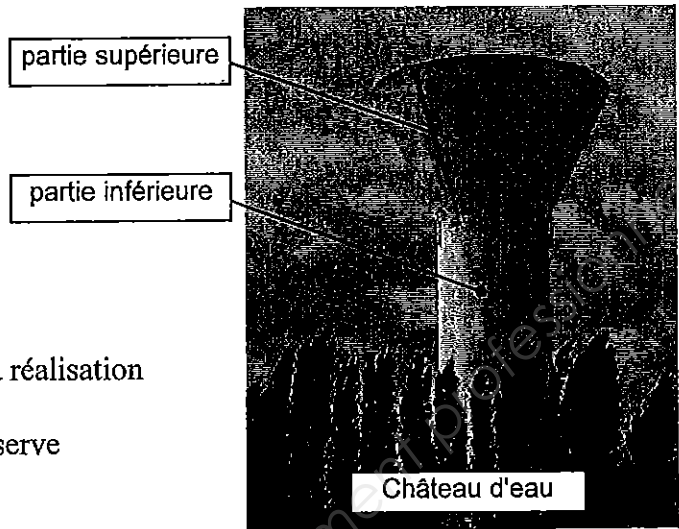 partie supérieure
partie inférieure
réalisation
serve
Château d'eau